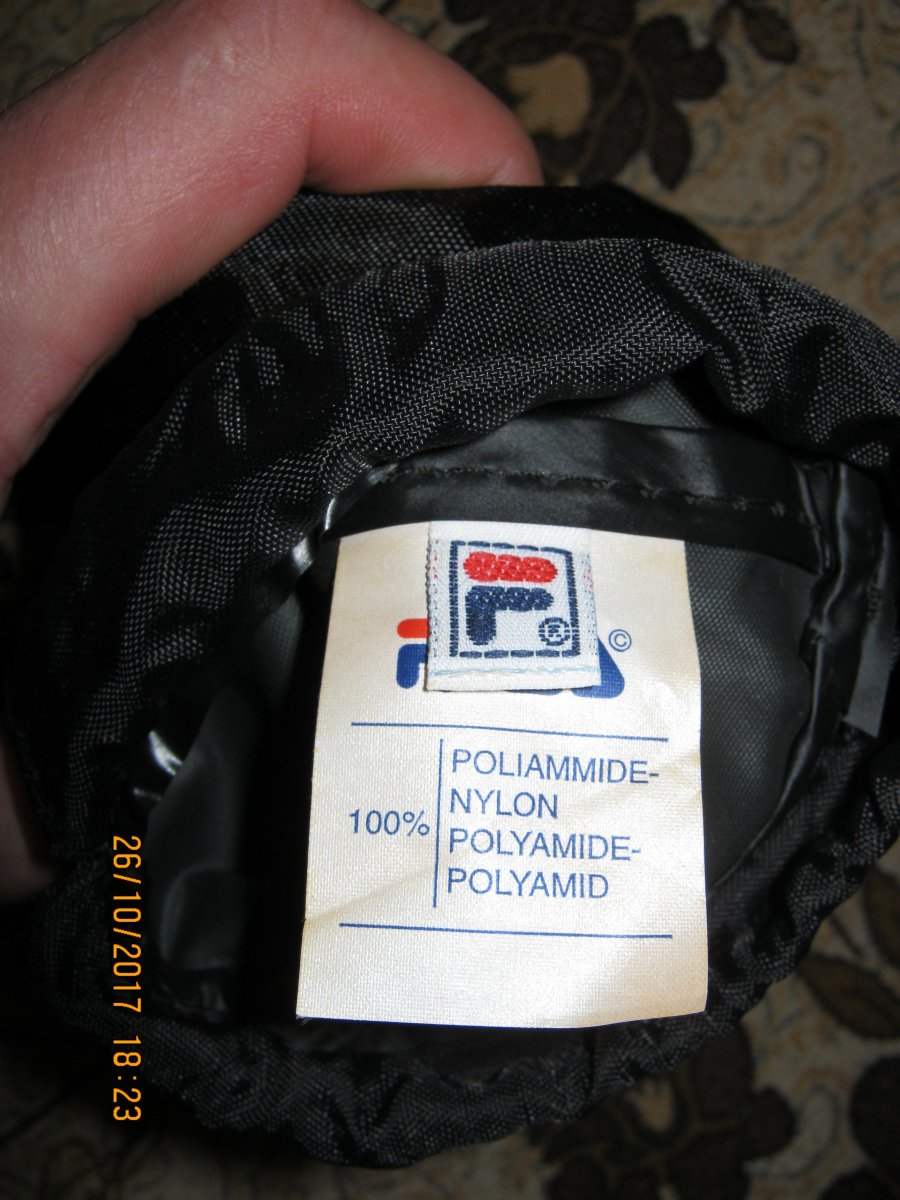 F ®
©
100%
POLIAMMIDE-
NYLON
POLYAMIDE-
POLYAMID
26/10/2017 18:23